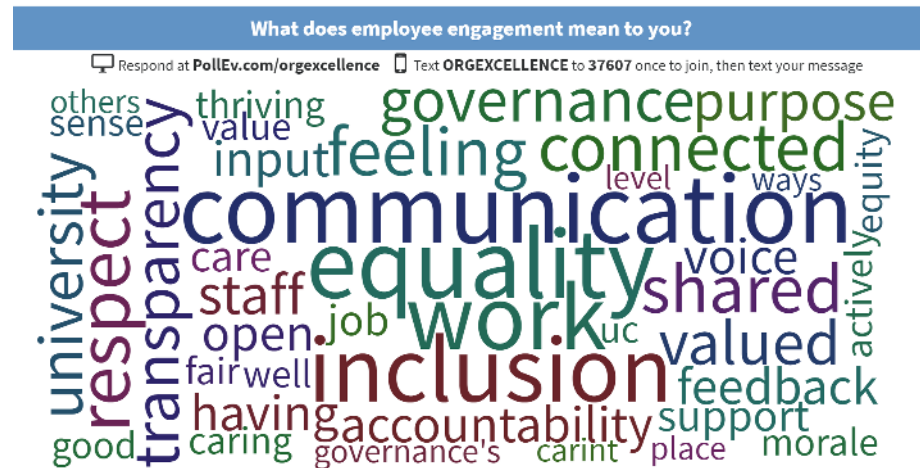 What does employee engagement mean to you?
Respond at PollEv.com/orgexcellence Text ORGEXCELLENCE to 37607 once to join, then text your message
others
thriving
governance
purpose
sense
value
input
feeling
connected
level
ways
equity
university
respect
transparency
communication
care
equality
voice
staff
shared
actively
open
job
work
uc
valued
fair
well
inclusion
feedback
having
accountability
support
good
caring
governance's
carint
place
morale